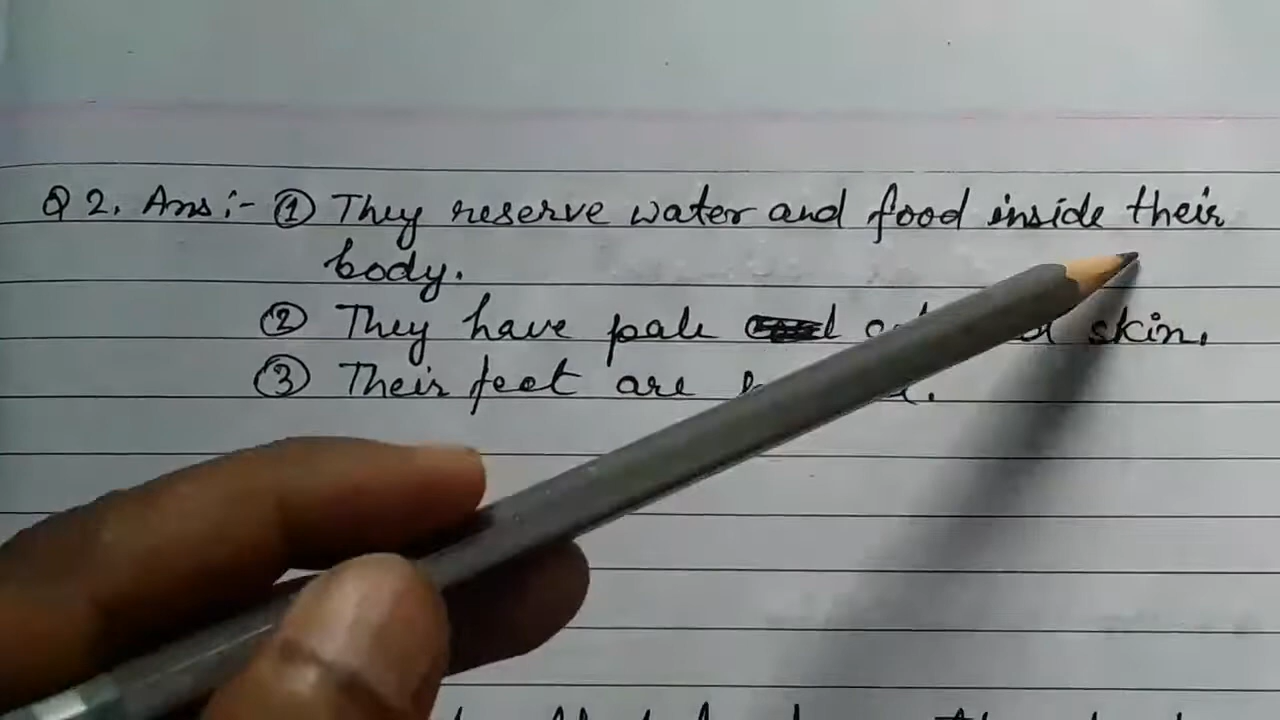 Q 2. Ans :- ① They reserve water and food inside their
body.
② They have pale skin.
③ Their feet are